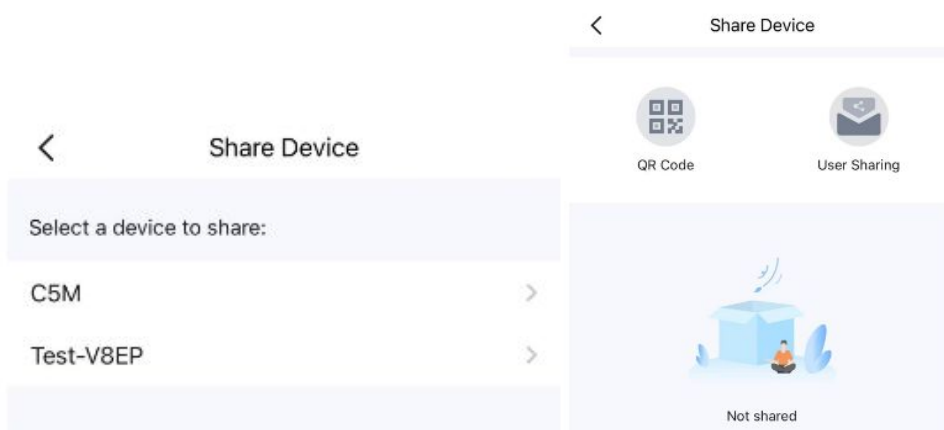 Share Device
Select a device to share:
C5M
Test-V8EP
Share Device
QR Code
User Sharing
Not shared